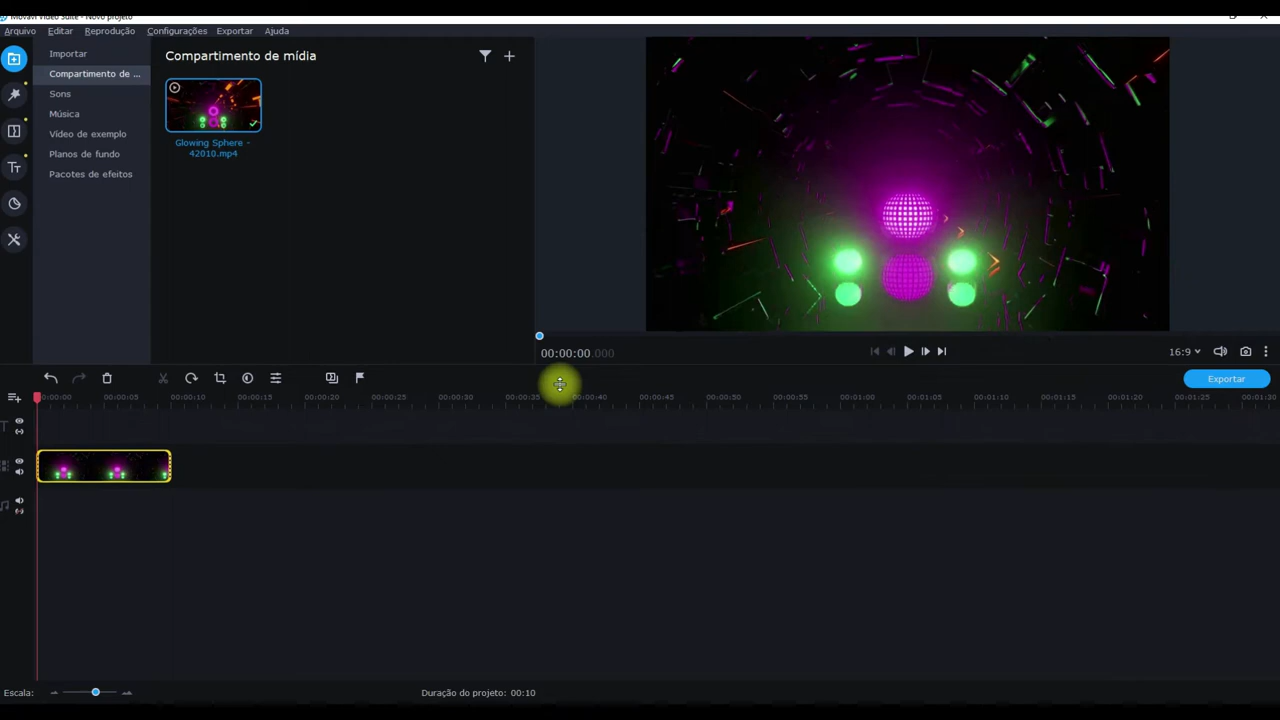 Movavi Video Suite - Novo projeto
Arquivo Editar Reprodução Configurações Exportar Ajuda
Importar
Compartimento de ...
Sons
Música
Vídeo de exemplo
Planos de fundo
Pacotes de efeitos
Compartimento de mídia
Glowing Sphere -
42010.mp4
00:00:00.000
16:9
Exportar
0:00:00 00:00:05 00:00:10 00:00:15 00:00:20 00:00:25 00:00:30 00:00:35 00:00:40 00:00:45 00:00:50 00:00:55 00:01:00 00:01:05 00:01:10 00:01:15 00:01:20 00:01:25 00:01:30
Escala:
Duração do projeto: 00:10